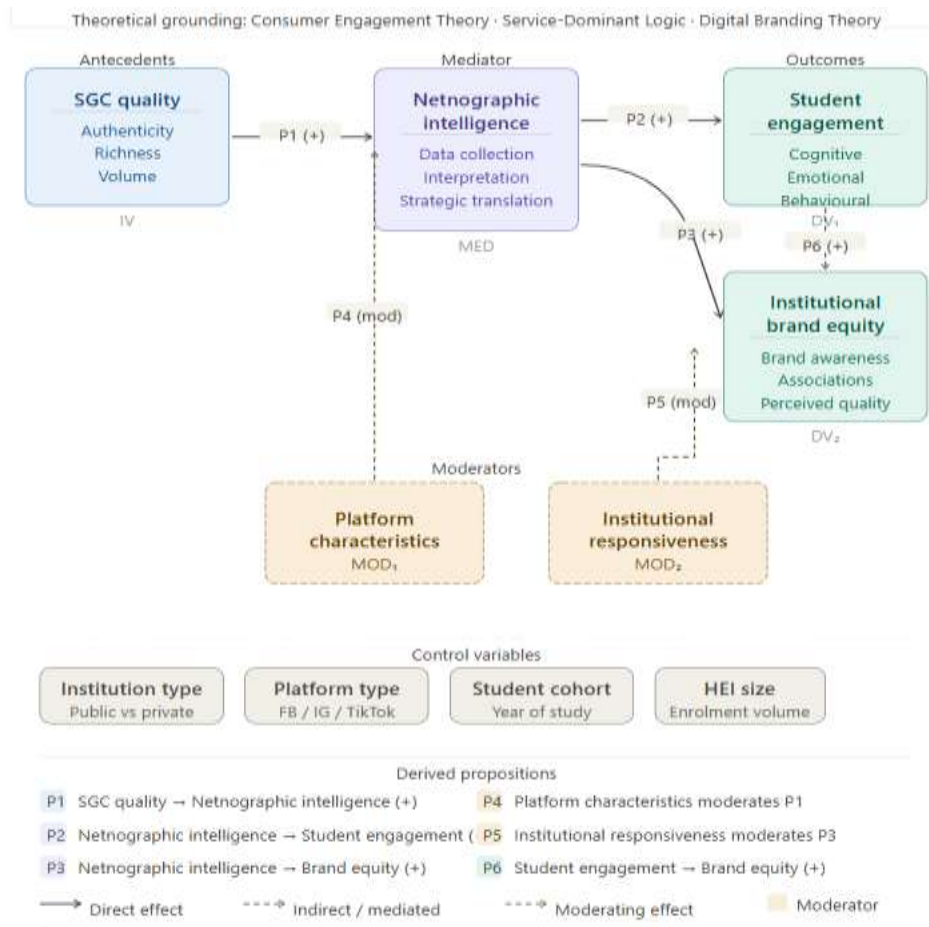 Theoretical grounding: Consumer Engagement Theory · Service-Dominant Logic · Digital Branding Theory
Antecedents
SGC quality
Authenticity
Richness
Volume
IV
P1 (+)
Mediator
Netnographic
intelligence
Data collection
Interpretation
Strategic translation
MED
P2 (+)
P3 (+)
Outcomes
Student
engagement
Cognitive
Emotional
Behavioural
DV₁
P6 (+)
Institutional
brand equity
Brand awareness
Associations
Perceived quality
DV₂
P4 (mod)
P5 (mod)
Moderators
Platform
characteristics
MOD₁
Institutional
responsiveness
MOD₂
Control variables
Institution type
Public vs private
Platform type
FB / IG / TikTok
Student cohort
Year of study
HEI size
Enrolment volume
Derived propositions
P1 SGC quality → Netnographic intelligence (+)
P4 Platform characteristics moderates P1
P2 Netnographic intelligence → Student engagement (
P5 Institutional responsiveness moderates P3
P3 Netnographic intelligence → Brand equity (+)
P6 Student engagement → Brand equity (+)
Direct effect
Indirect / mediated
Moderating effect
Moderator